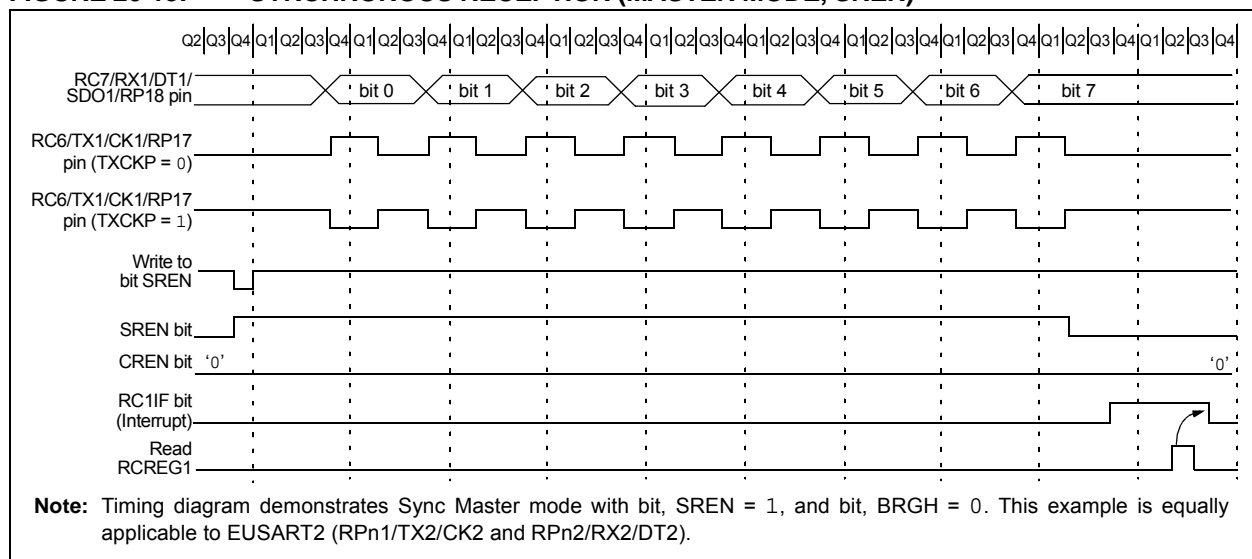 Q2|Q3|Q4|Q1|Q2|Q3|Q4|Q1|Q2|Q3|Q4|Q1|Q2|Q3|Q4|Q1|Q2|Q3|Q4|Q1|Q2|Q3|Q4|Q1|Q2|Q3|Q4|Q1|Q2|Q3|Q4|Q1|Q2|Q3|Q4|Q1|Q2|Q3|Q4|Q1|Q2|Q3|Q4
RC7/RX1/DT1/
SDO1/RP18 pin
bit 0 bit 1 bit 2 bit 3 bit 4 bit 5 bit 6 bit 7
RC6/TX1/CK1/RP17
pin (TXCKP = 0)
RC6/TX1/CK1/RP17
pin (TXCKP = 1)
Write to
bit SREN
SREN bit
CREN bit '0' '0'
RC1IF bit
(Interrupt)
Read
RCREG1
Note: Timing diagram demonstrates Sync Master mode with bit, SREN = 1, and bit, BRGH = 0. This example is equally
applicable to EUSART2 (RPn1/TX2/CK2 and RPn2/RX2/DT2).